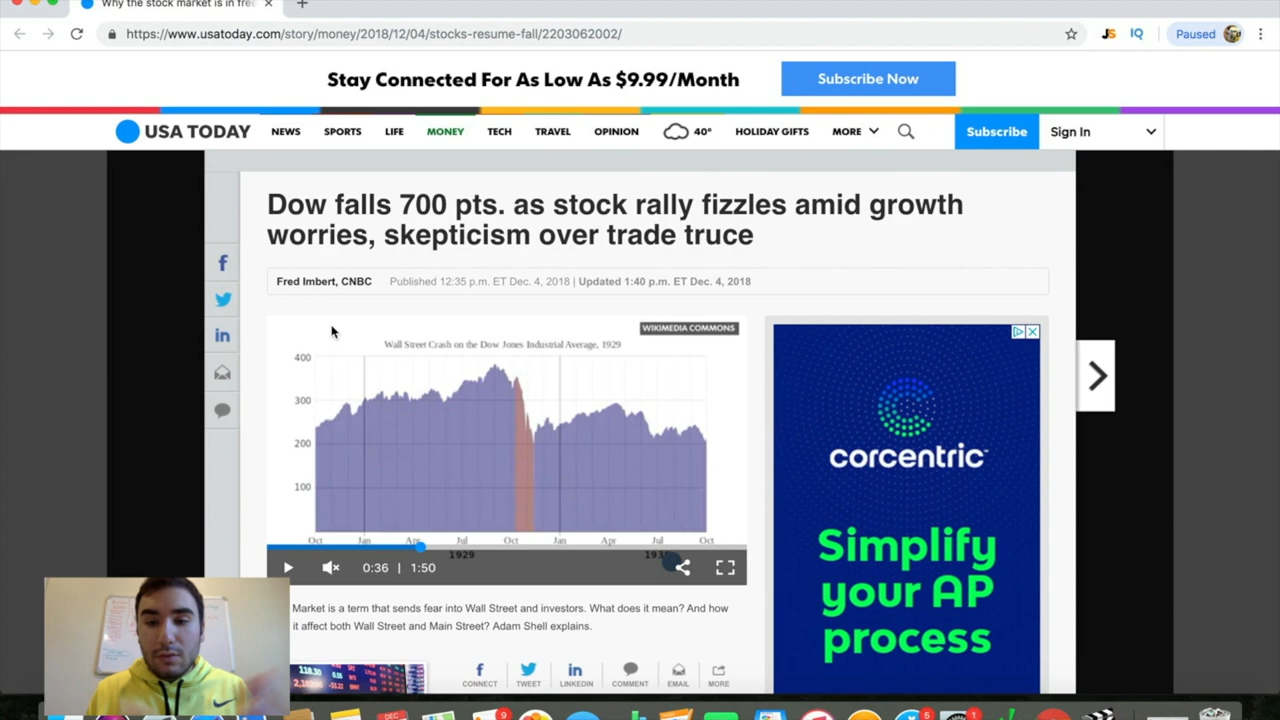 Why the stock market is in free
https://www.usatoday.com/story/money/2018/12/04/stocks-resume-fall/2203062002/
JS
IQ
Paused
Stay Connected For As Low As $9.99/Month
Subscribe Now
USA TODAY
NEWS
SPORTS
LIFE
MONEY
TECH
TRAVEL
OPINION
40°
HOLIDAY GIFTS
MORE
Subscribe
Sign In
Dow falls 700 pts. as stock rally fizzles amid growth
worries, skepticism over trade truce
Fred Imbert, CNBC Published 12:35 p.m. ET Dec. 4, 2018 | Updated 1:40 p.m. ET Dec. 4, 2018
WIKIMEDIA COMMONS
Wall Street Crash on the Dow Jones Industrial Average, 1929
400
300
200
100
Oct Jan Apr Jul Oct Jan Apr Jul Oct
1929
0:36 | 1:50
corcentric
Simplify
your AP
process
Market is a term that sends fear into Wall Street and investors. What does it mean? And how
it affect both Wall Street and Main Street? Adam Shell explains.
CONNECT
TWEET
LINKEDIN
COMMENT
EMAIL
MORE
DEC
9
5
1